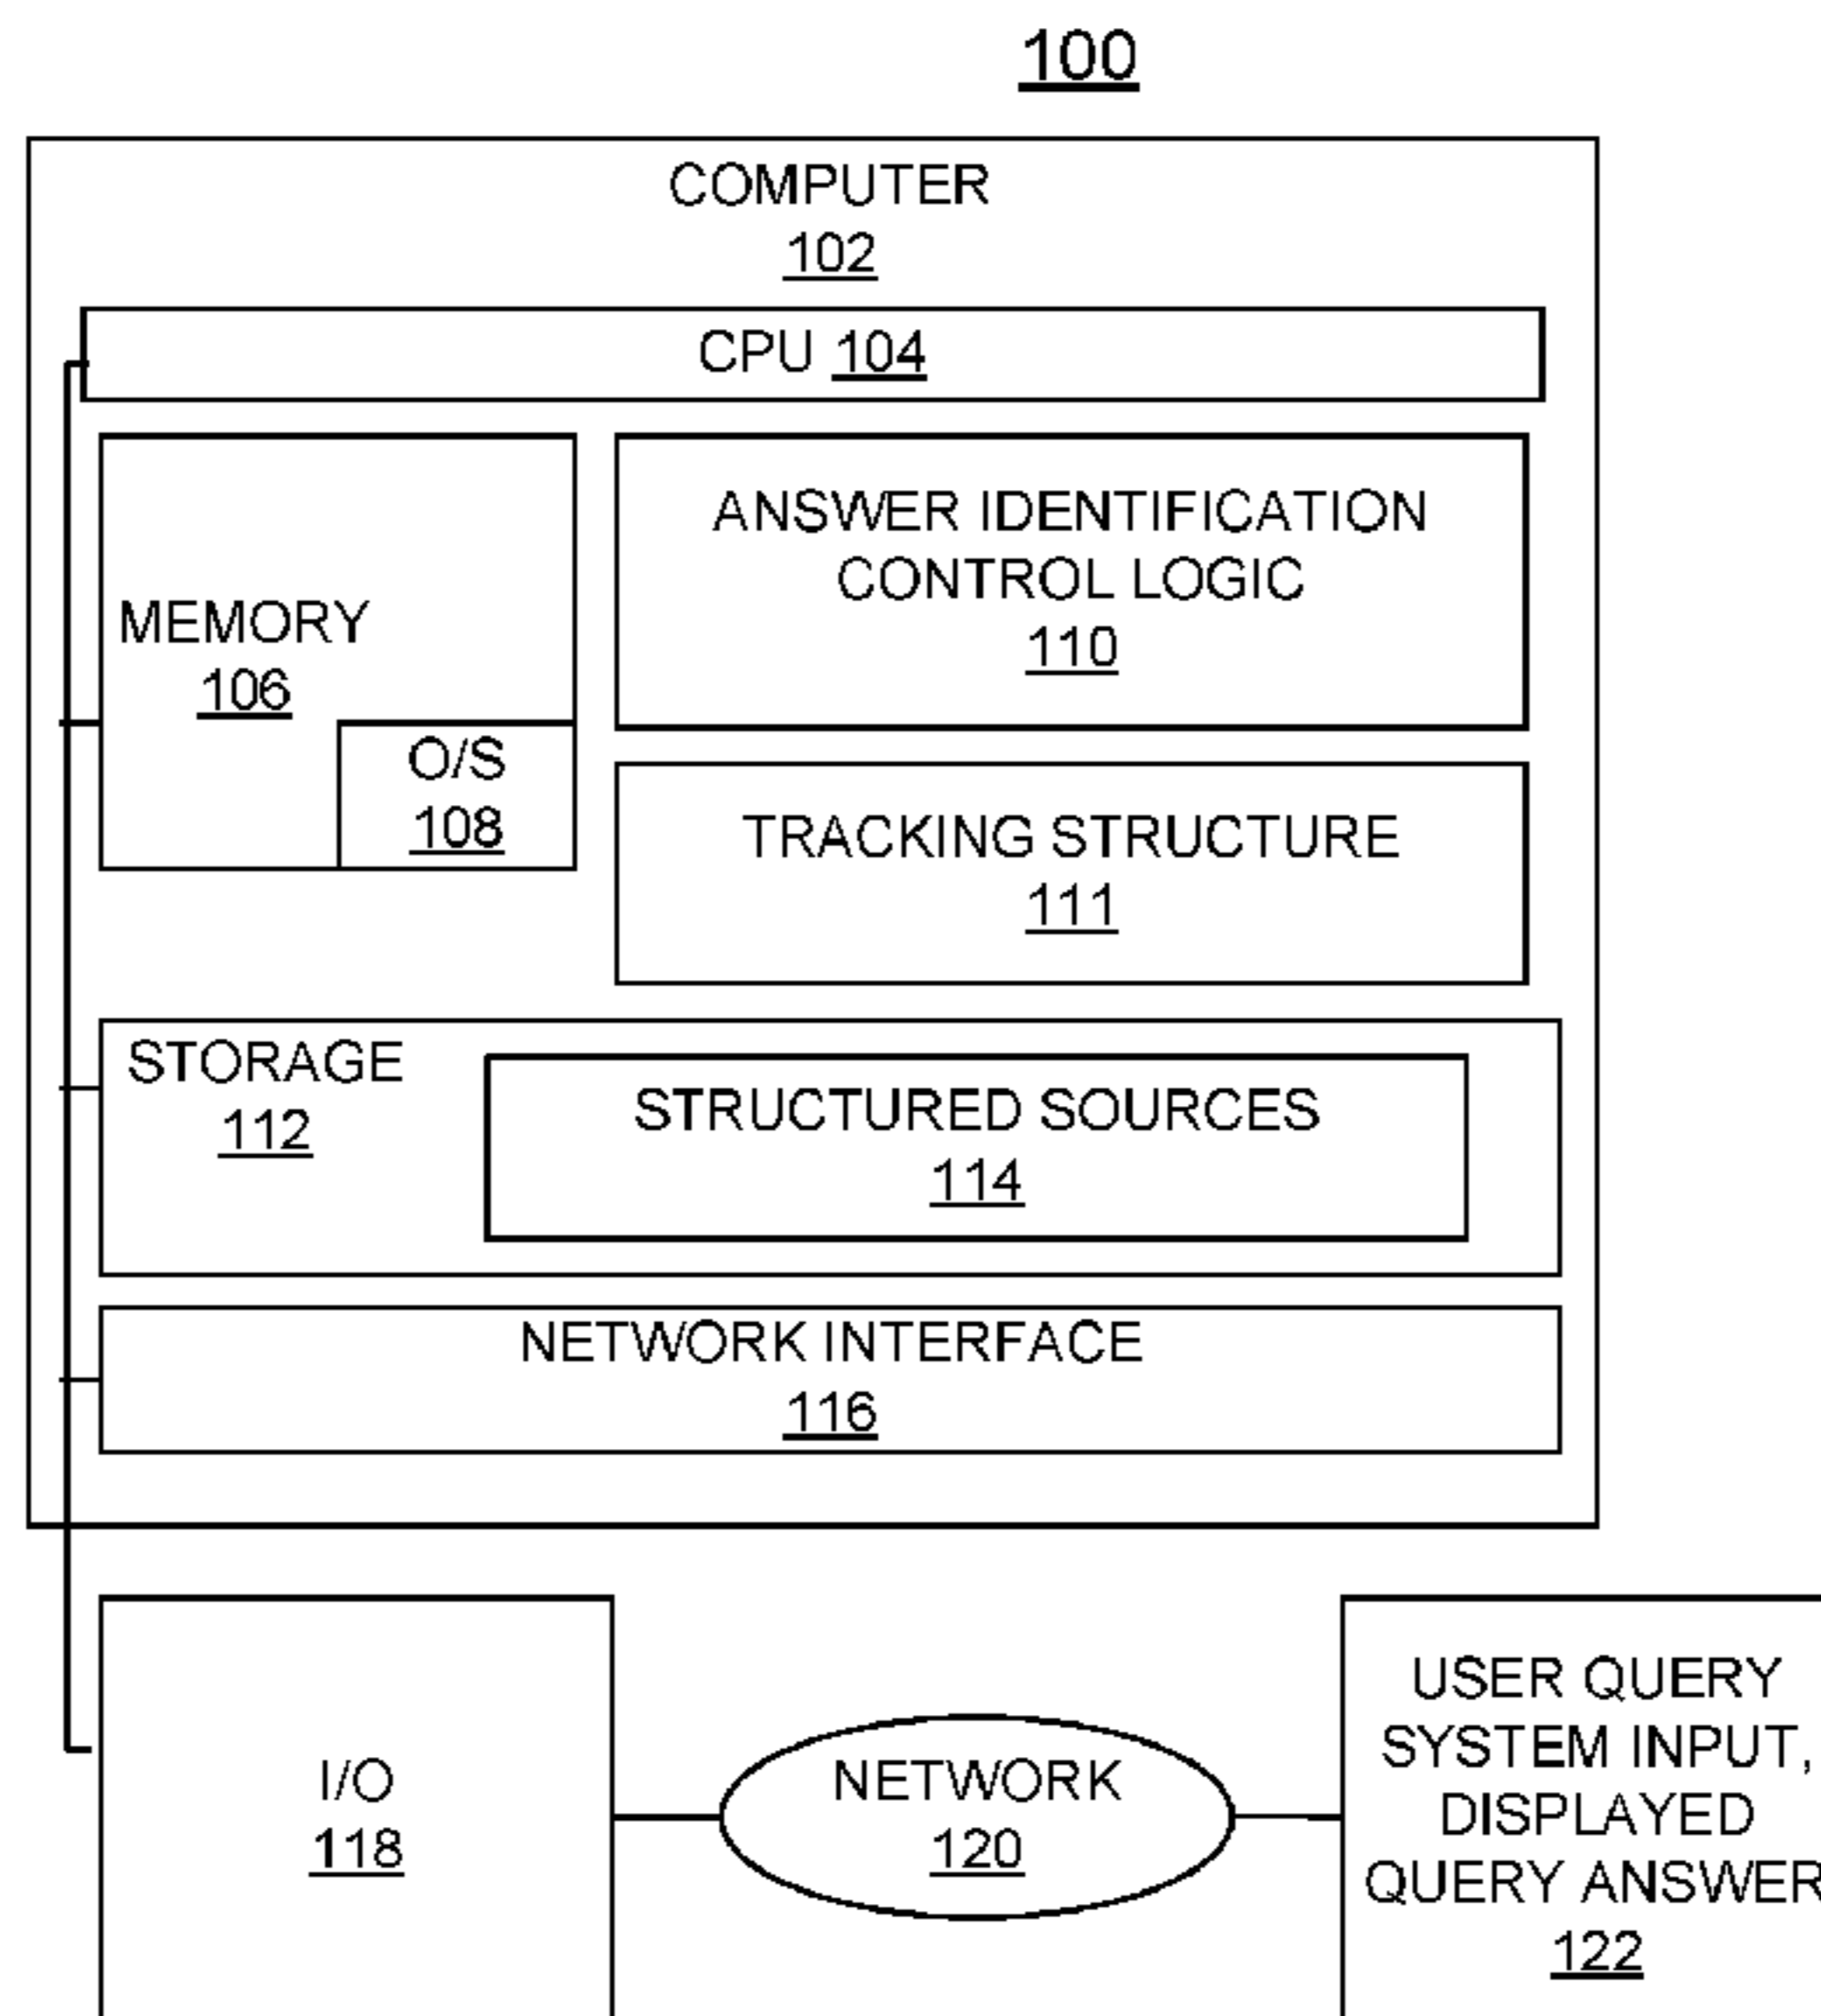 100
COMPUTER
102
CPU 104
MEMORY
106
O/S
108
ANSWER IDENTIFICATION
CONTROL LOGIC
110
TRACKING STRUCTURE
111
STORAGE
112
STRUCTURED SOURCES
114
NETWORK INTERFACE
116
I/O
118
NETWORK
120
USER QUERY
SYSTEM INPUT,
DISPLAYED
QUERY ANSWER
122